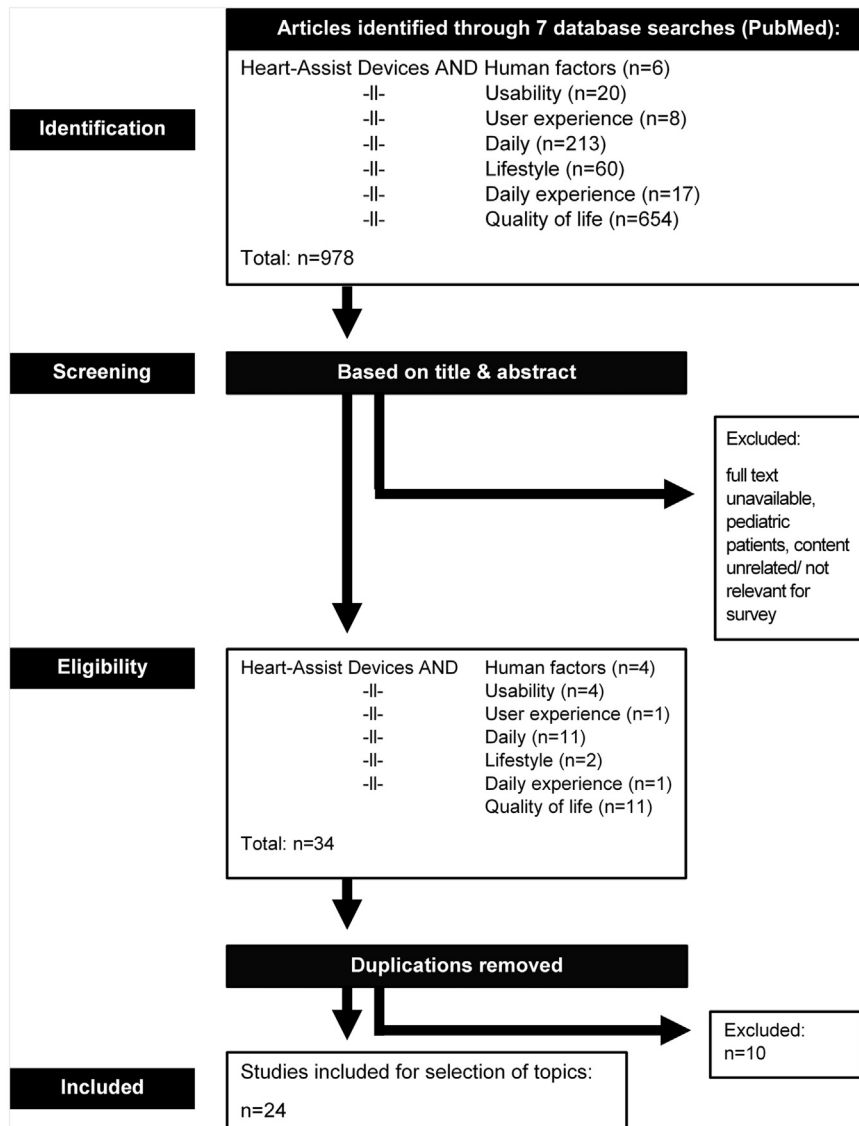 Articles identified through 7 database searches (PubMed):
Identification
Heart-Assist Devices AND Human factors (n=6)
-II- Usability (n=20)
-II- User experience (n=8)
-II- Daily (n=213)
-II- Lifestyle (n=60)
-II- Daily experience (n=17)
-II- Quality of life (n=654)
Total: n=978
Screening
Based on title & abstract
Excluded:
full text
unavailable,
pediatric
patients, content
unrelated/ not
relevant for
survey
Eligibility
Heart-Assist Devices AND Human factors (n=4)
-II- Usability (n=4)
-II- User experience (n=1)
-II- Daily (n=11)
-II- Lifestyle (n=2)
-II- Daily experience (n=1)
Quality of life (n=11)
Total: n=34
Duplications removed
Excluded:
n=10
Included
Studies included for selection of topics:
n=24